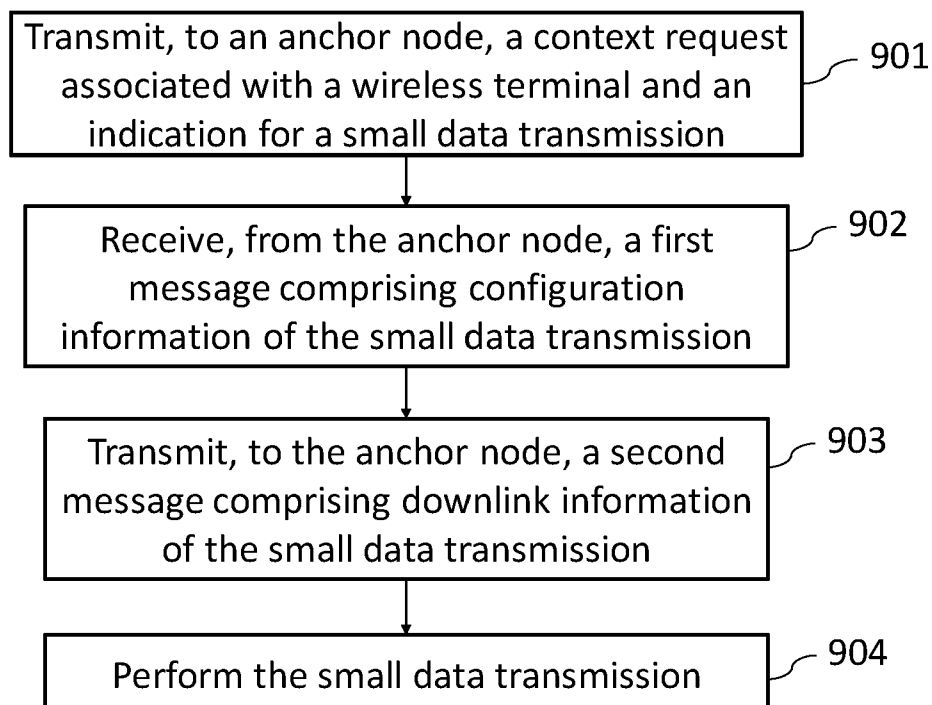 Transmit, to an anchor node, a context request
associated with a wireless terminal and an
indication for a small data transmission
901
Receive, from the anchor node, a first
message comprising configuration
information of the small data transmission
902
Transmit, to the anchor node, a second
message comprising downlink information
of the small data transmission
903
Perform the small data transmission
904